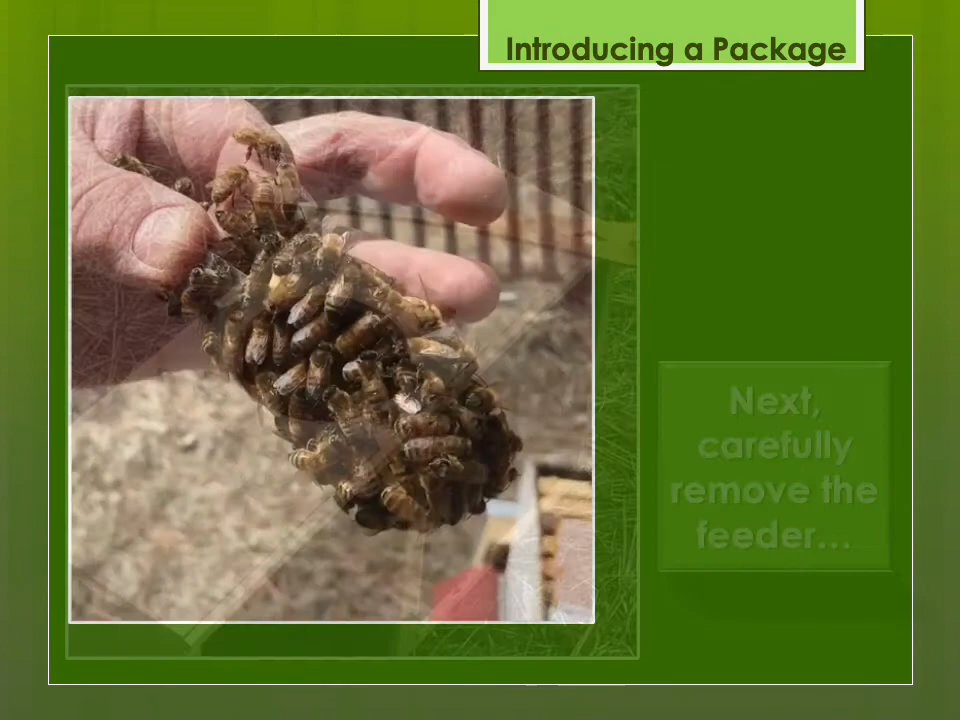 Introducing a Package
Next,
carefully
remove the
feeder…